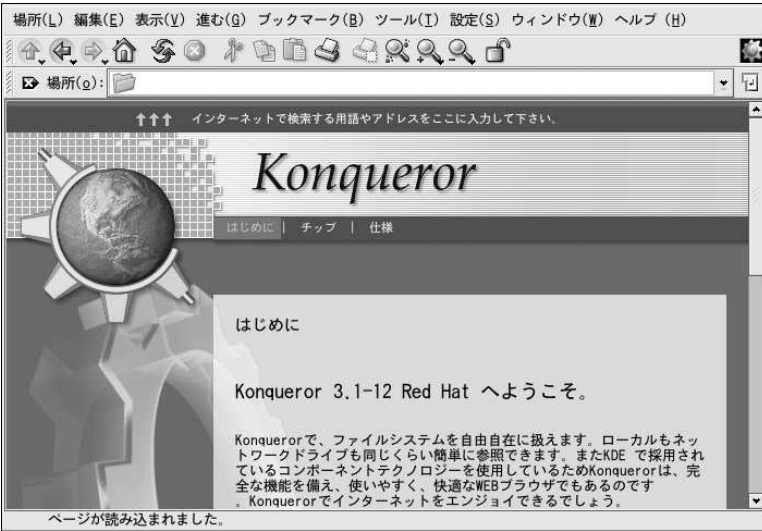 場所(L) 編集(E) 表示(V) 進む(G) ブックマーク(B) ツール(T) 設定(S) ウィンドウ(W) ヘルプ (H)
場所(o):
インターネットで検索する用語やアドレスをここに入力して下さい。
Konqueror
はじめに | チップ | 仕様
はじめに
Konqueror 3.1-12 Red Hat へようこそ。
Konquerorで、ファイルシステムを自由自在に扱えます。ローカルもネッ
トワークドライブも同じくらい簡単に参照できます。またKDE で採用され
ているコンポーネントテクノロジーを使用しているためKonquerorは、完
全な機能を備え、使いやすく、快適なWEBブラウザでもあるのです
。Konquerorでインターネットをエンジョイできるでしょう。
ページが読み込まれました。